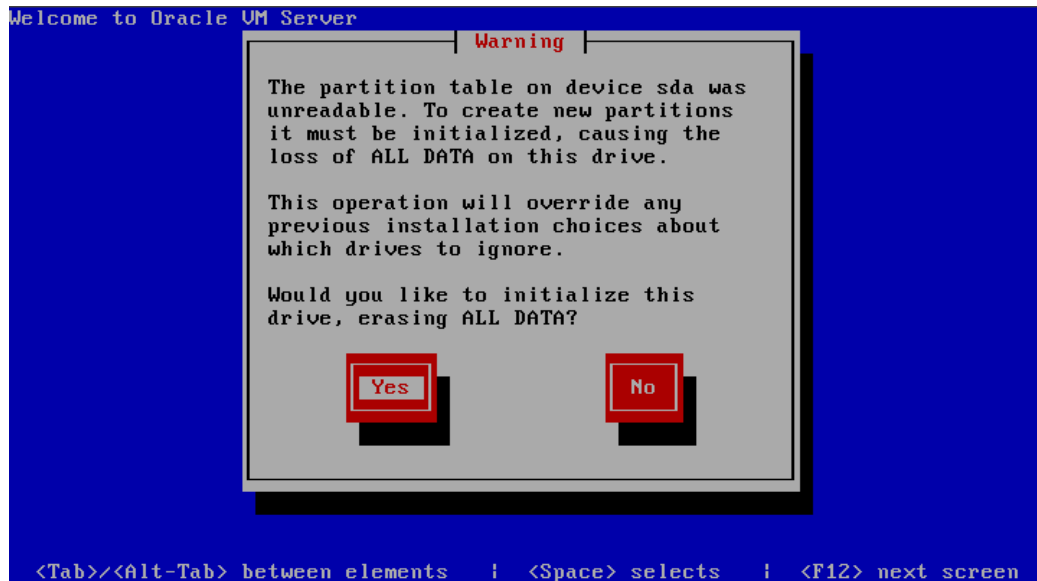 Welcome to Oracle VM Server
Warning
The partition table on device sda was
unreadable. To create new partitions
it must be initialized, causing the
loss of ALL DATA on this drive.
This operation will override any
previous installation choices about
which drives to ignore.
Would you like to initialize this
drive, erasing ALL DATA?
Yes No
<Tab>/<Alt-Tab> between elements | <Space> selects | <F12> next screen